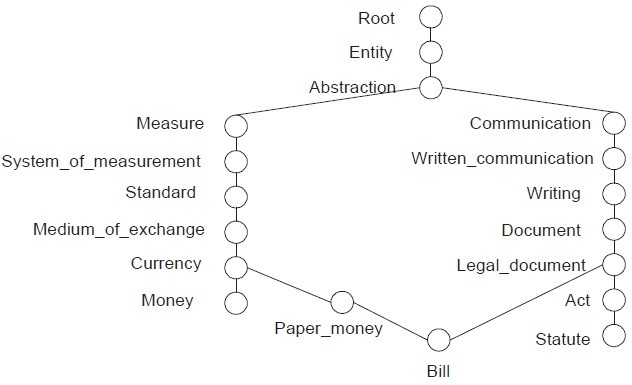 Root
Entity
Abstraction
Measure
Communication
System_of_measurement
Written_communication
Standard
Writing
Medium_of_exchange
Document
Currency
Legal_document
Money
Act
Paper_money
Statute
Bill